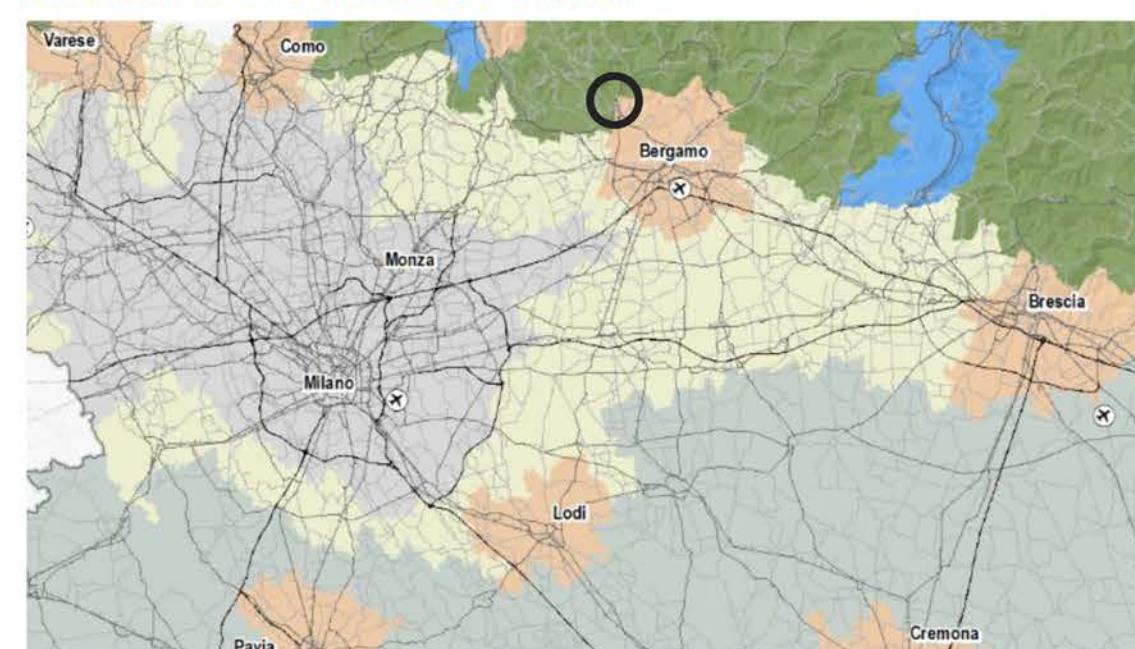 Varese
Como
Bergamo
Monza
Brescia
Milano
Lodi
Cremona
Pavia